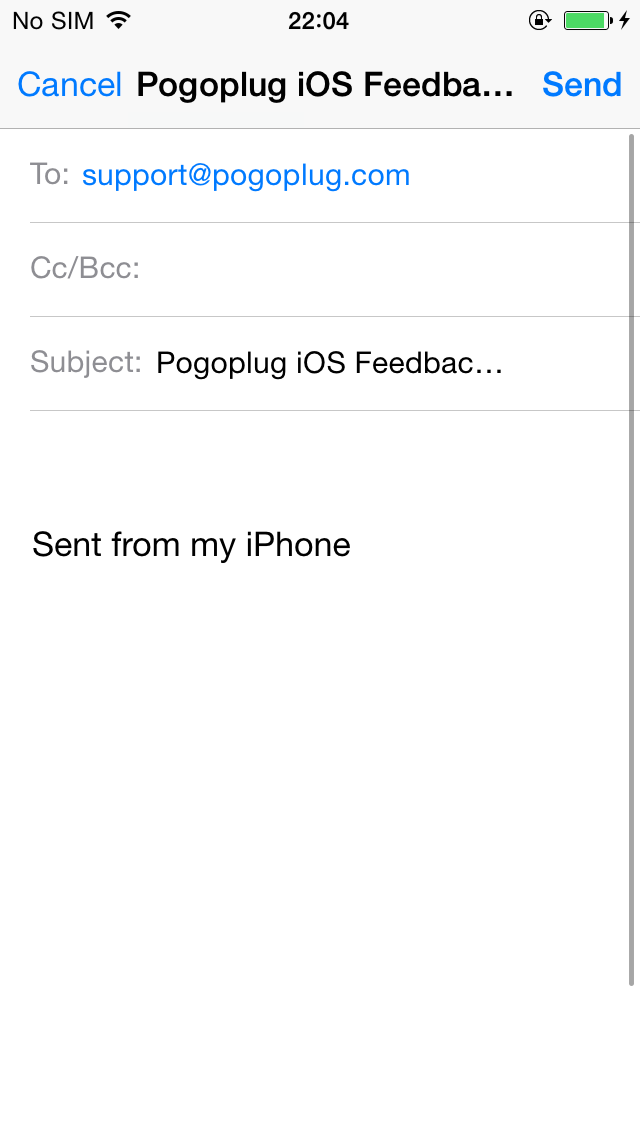 No SIM 22:04
Cancel Pogoplug iOS Feedba... Send
To: support@pogoplug.com
Cc/Bcc:
Subject: Pogoplug iOS Feedbac...
Sent from my iPhone